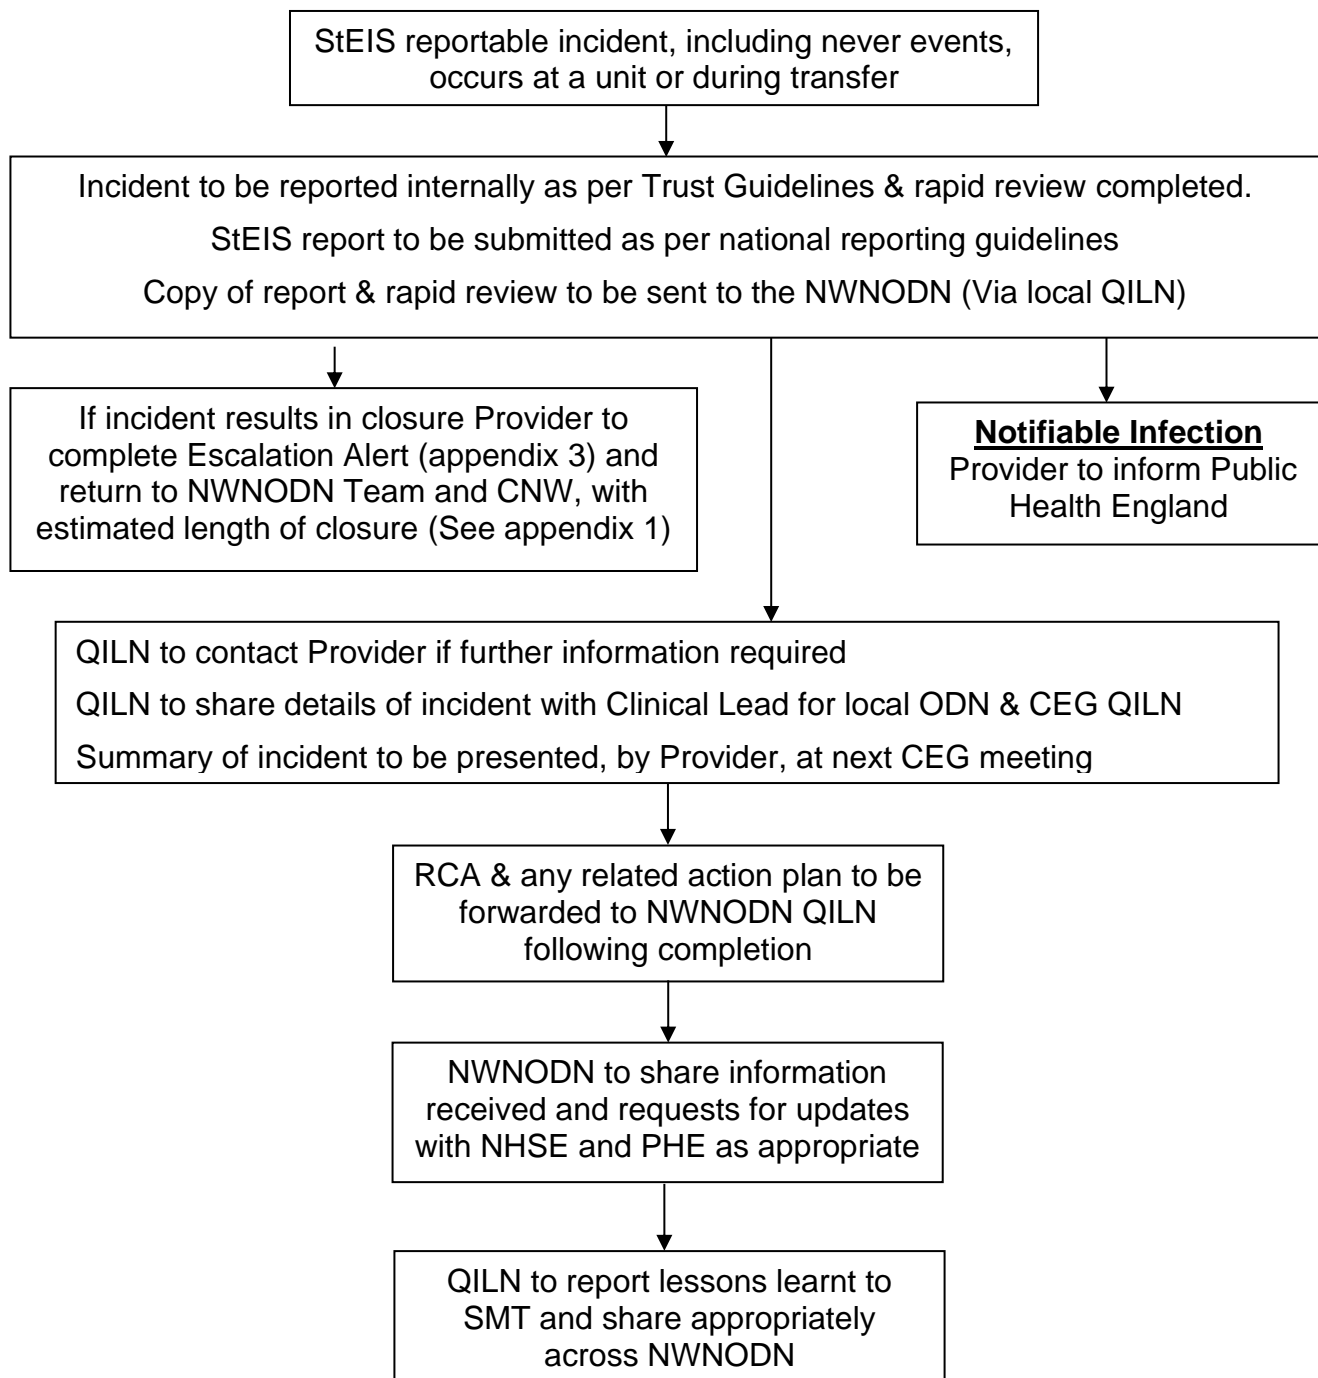 StEIS reportable incident, including never events,
occurs at a unit or during transfer
Incident to be reported internally as per Trust Guidelines & rapid review completed.
StEIS report to be submitted as per national reporting guidelines
Copy of report & rapid review to be sent to the NWNODN (Via local QILN)
If incident results in closure Provider to
complete Escalation Alert (appendix 3) and
return to NWNODN Team and CNW, with
estimated length of closure (See appendix 1)
Notifiable Infection
Provider to inform Public
Health England
QILN to contact Provider if further information required
QILN to share details of incident with Clinical Lead for local ODN & CEG QILN
Summary of incident to be presented, by Provider, at next CEG meeting
RCA & any related action plan to be
forwarded to NWNODN QILN
following completion
NWNODN to share information
received and requests for updates
with NHSE and PHE as appropriate
QILN to report lessons learnt to
SMT and share appropriately
across NWNODN